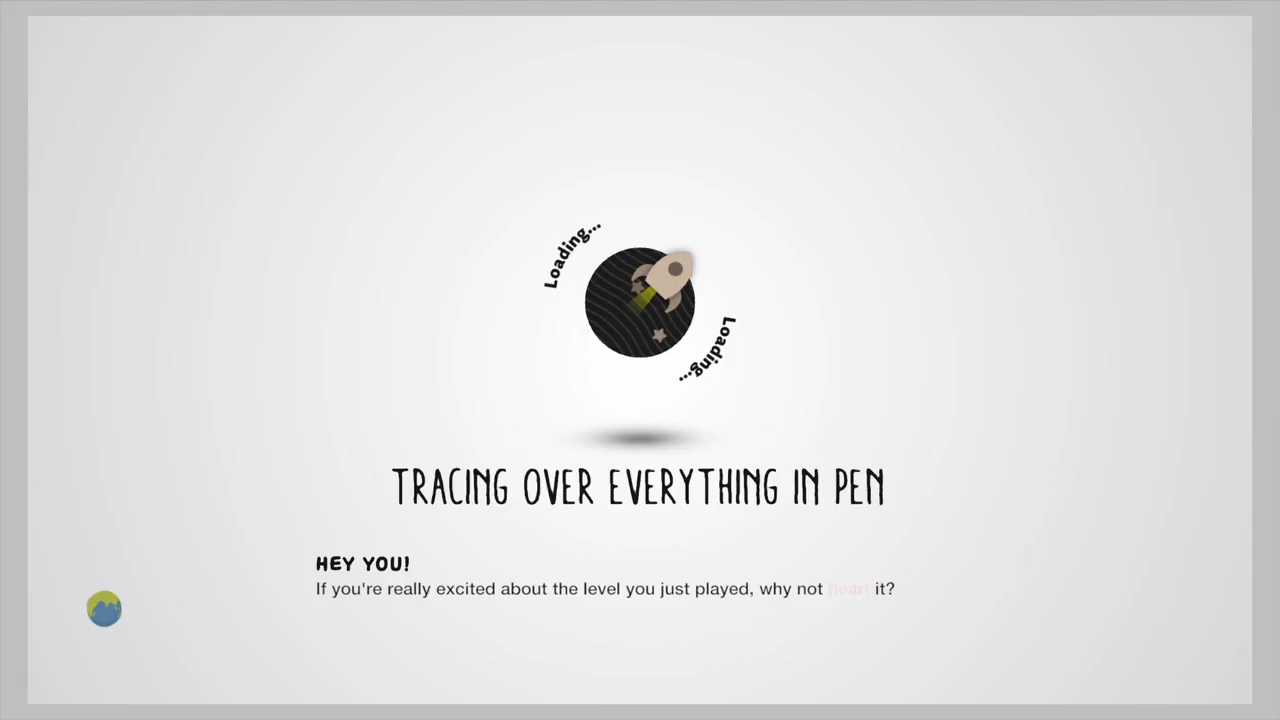 Loading...
Loading...
TRACING OVER EVERYTHING IN PEN
HEY YOU!
If you're really excited about the level you just played, why not heart it?